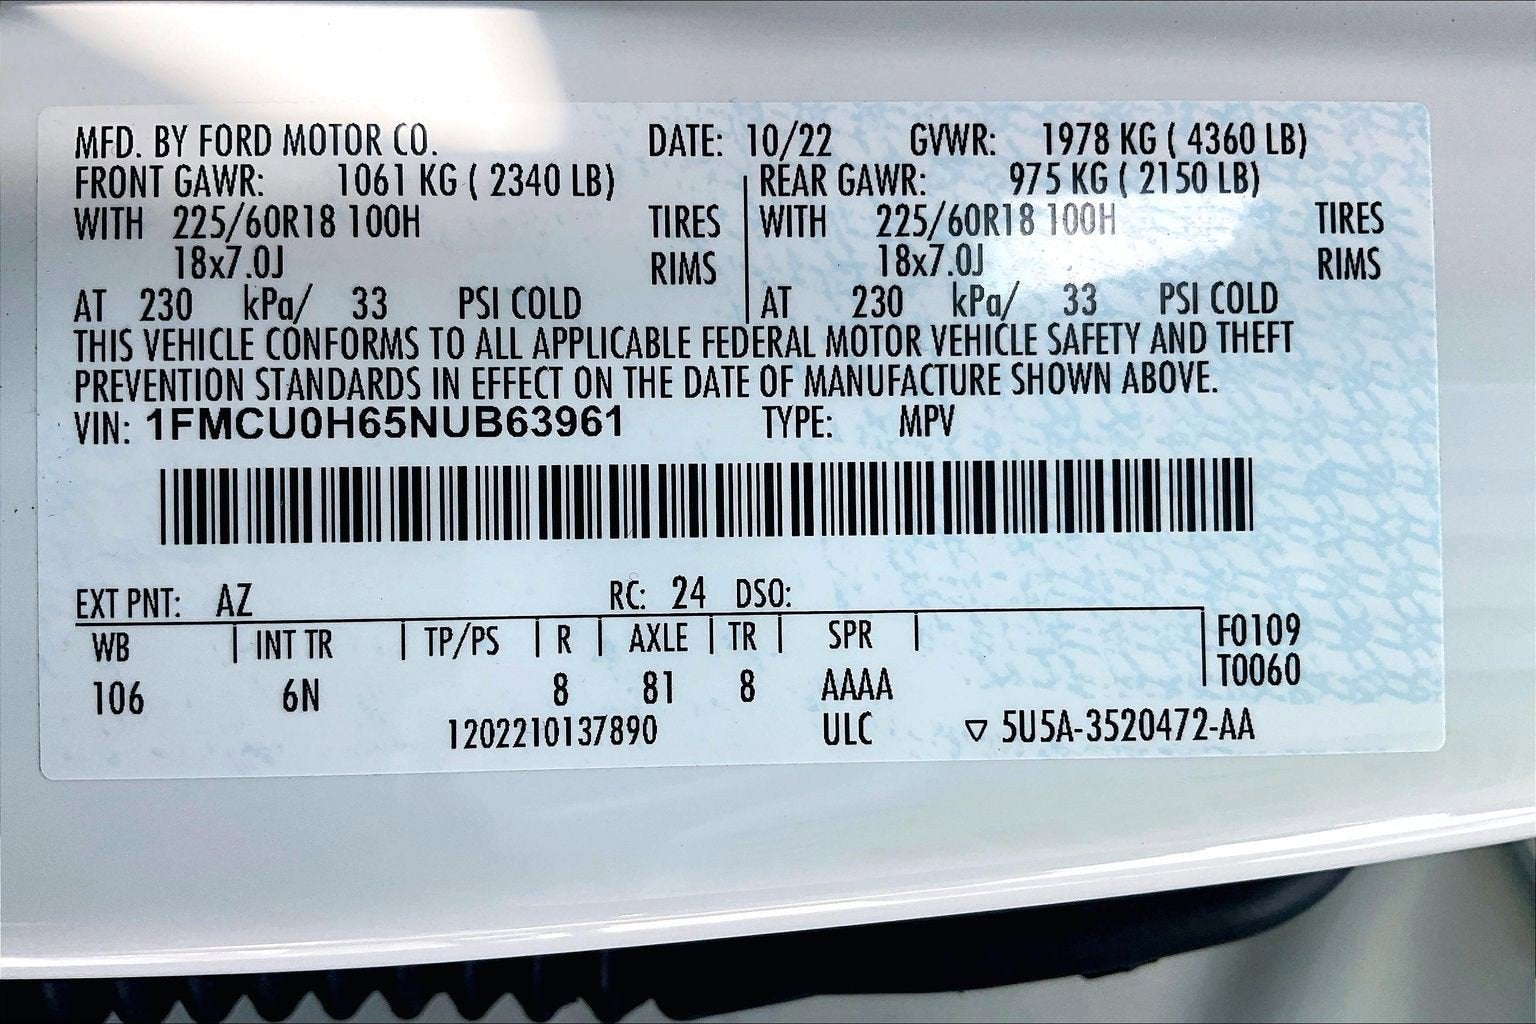 MFD. BY FORD MOTOR CO. DATE: 10/22 GVWR: 1978 KG ( 4360 LB)
FRONT GAWR: 1061 KG ( 2340 LB) REAR GAWR: 975 KG ( 2150 LB)
WITH 225/60R18 100H TIRES WITH 225/60R18 100H TIRES
18x7.0J RIMS 18x7.0J RIMS
AT 230 kPa/ 33 PSI COLD AT 230 kPa/ 33 PSI COLD
THIS VEHICLE CONFORMS TO ALL APPLICABLE FEDERAL MOTOR VEHICLE SAFETY AND THEFT
PREVENTION STANDARDS IN EFFECT ON THE DATE OF MANUFACTURE SHOWN ABOVE.
VIN: 1FMCU0H65NUB63961 TYPE: MPV
EXT PNT: AZ RC: 24 DSO:
WB INT TR TP/PS R AXLE TR SPR F0109
T0060
106 6N 8 81 8 AAAA
1202210137890 ULC ▽ 5U5A-3520472-AA